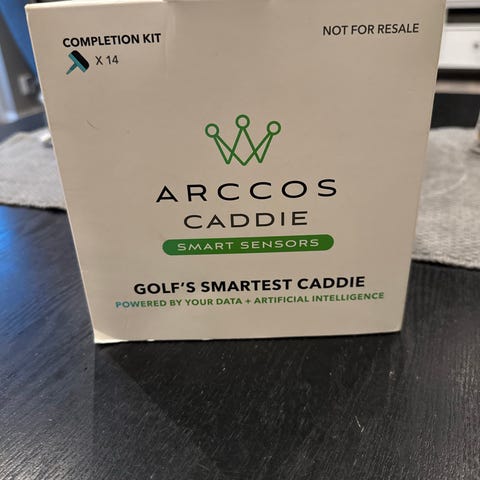 COMPLETION KIT
X 14
NOT FOR RESALE
ARCCOS
CADDIE
SMART SENSORS
GOLF'S SMARTEST CADDIE
POWERED BY YOUR DATA + ARTIFICIAL INTELLIGENCE